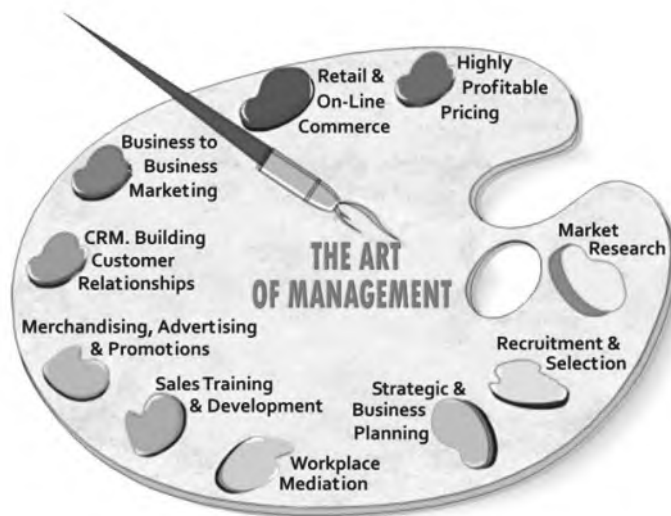 Retail &
On-Line
Commerce
Highly
Profitable
Pricing
Business to
Business
Marketing
CRM. Building
Customer
Relationships
THE ART
OF MANAGEMENT
Market
Research
Merchandising, Advertising
& Promotions
Recruitment &
Selection
Sales Training
& Development
Strategic &
Business
Planning
Workplace
Mediation